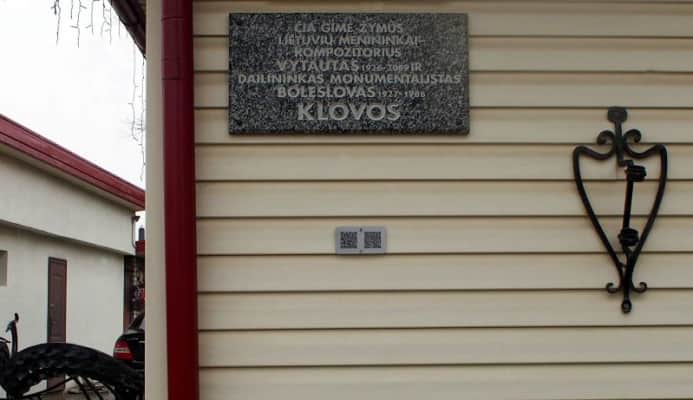 ČIA GIMĖ ŽYMŪS
LIETUVIŲ MENININKAI-
KOMPOZITORIUS
VYTAUTAS 1926-2009 IR
DAILININKAS MONUMENTALISTAS
BOLESLOVAS 1927-1986
KLOVOS